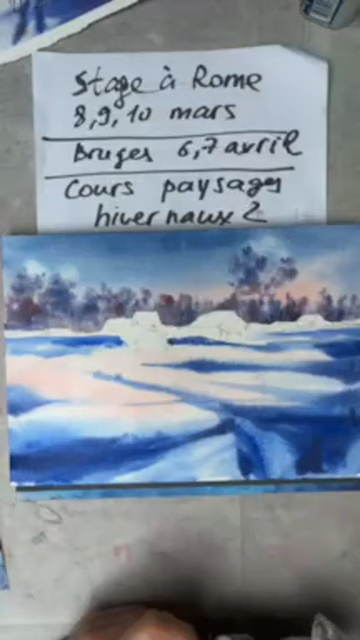 Stage à Rome
8,9,10 mars
Bruges 6,7 avril
Cours paysages
hivernaux 2